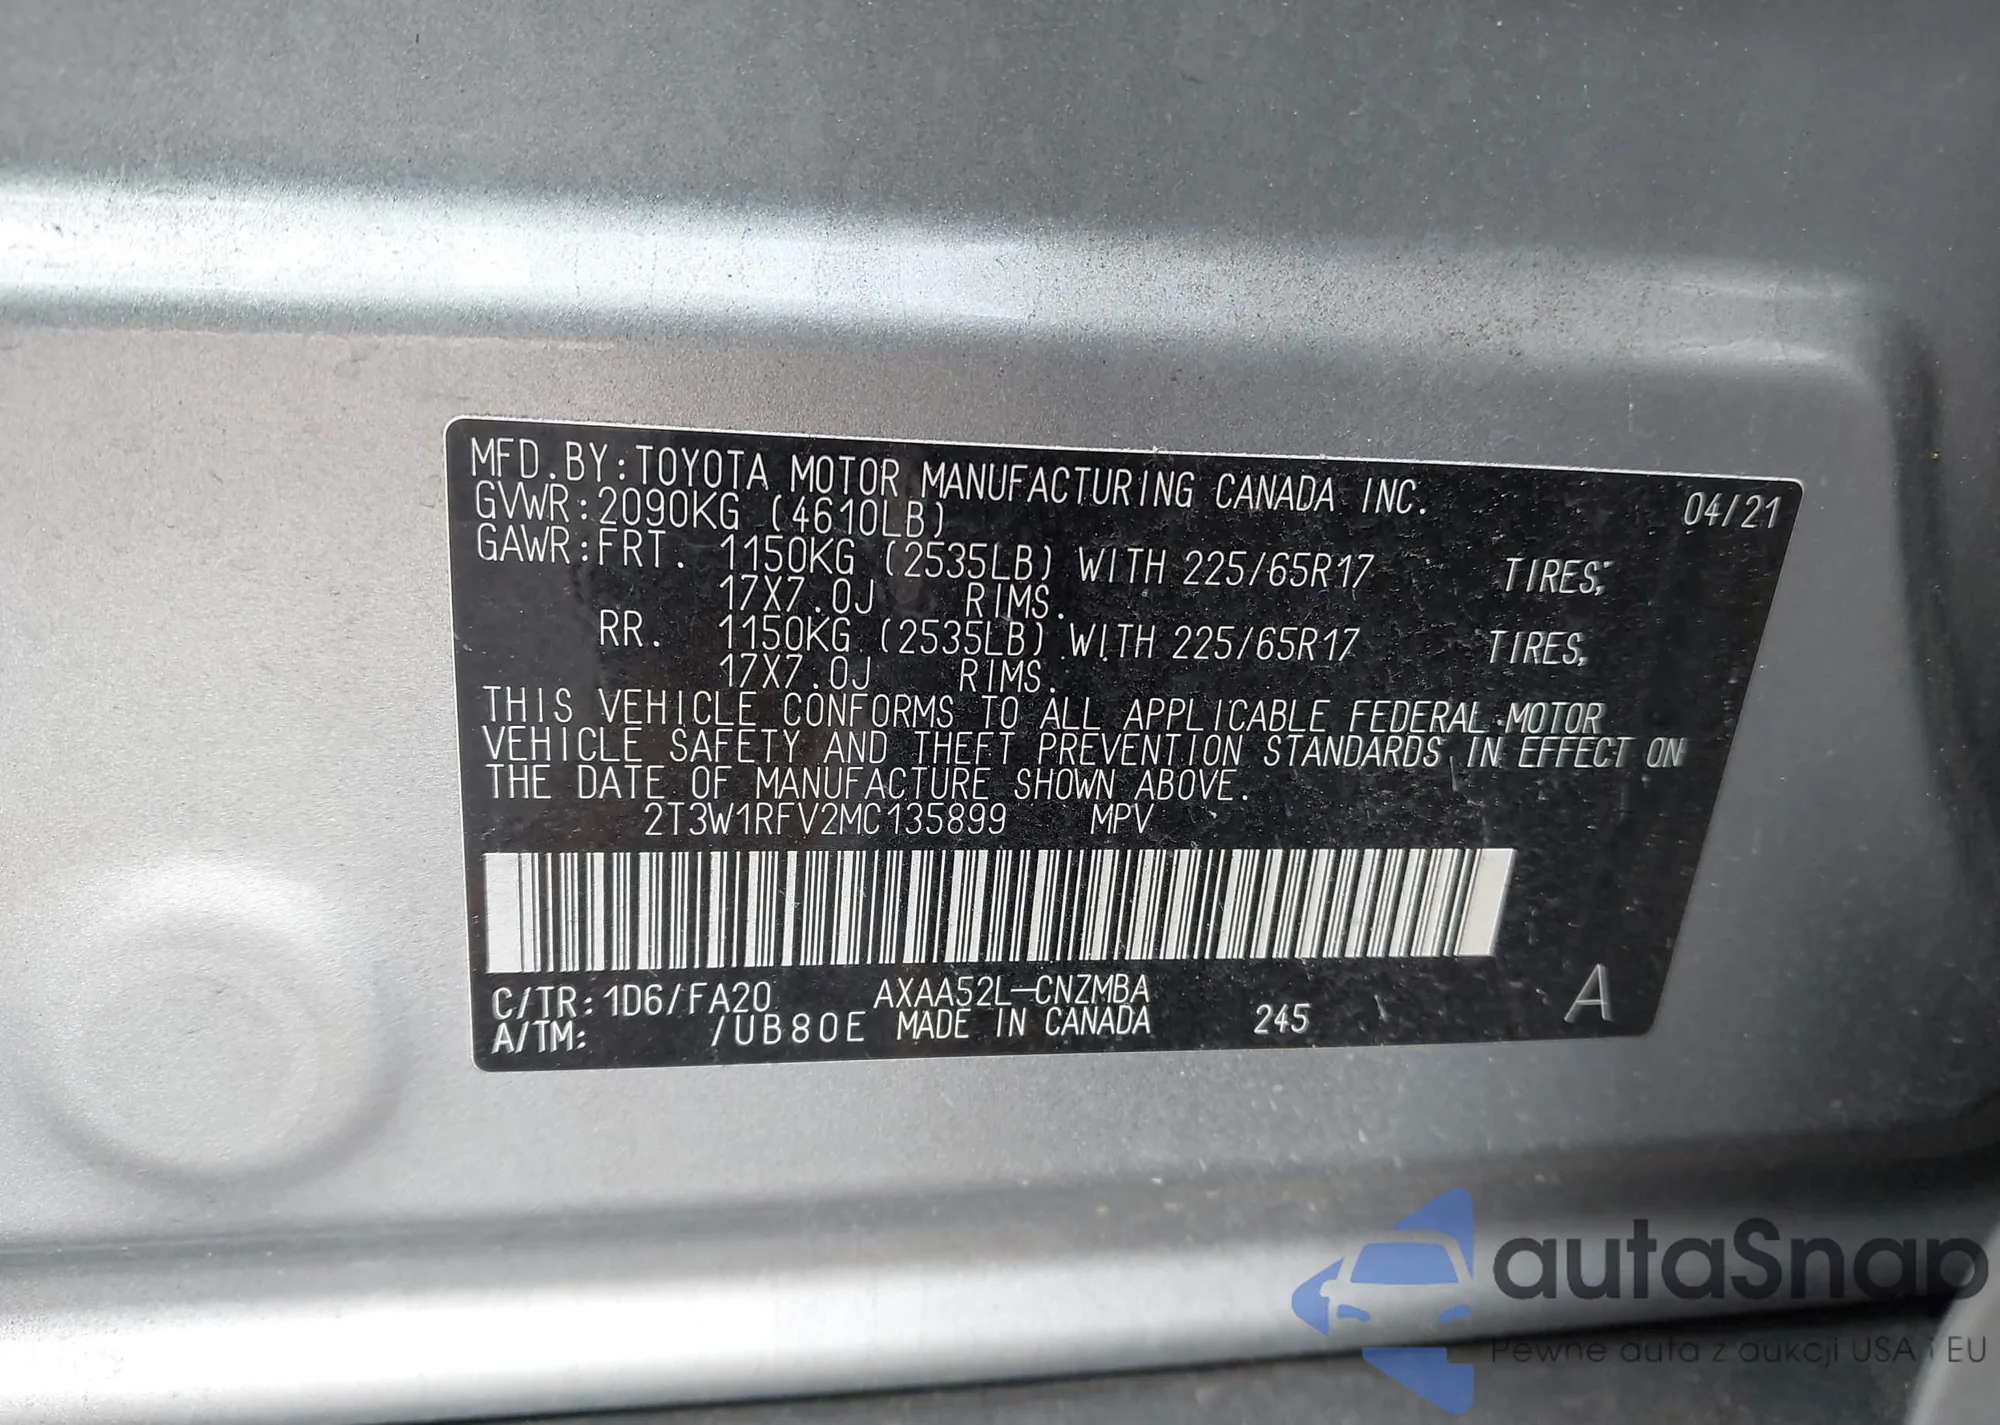 MFD.BY:TOYOTA MOTOR MANUFACTURING CANADA INC. 04/21
GVWR:2090KG (4610LB)
GAWR:FRT. 1150KG (2535LB) WITH 225/65R17 TIRES;
17X7.0J RIMS.
RR. 1150KG (2535LB) WITH 225/65R17 TIRES,
17X7.0J RIMS.
THIS VEHICLE CONFORMS TO ALL APPLICABLE FEDERAL MOTOR
VEHICLE SAFETY AND THEFT PREVENTION STANDARDS IN EFFECT ON
THE DATE OF MANUFACTURE SHOWN ABOVE.
2T3W1RFV2MC135899 MPV
C/TR:1D6/FA20 AXAA52L-CNZMBA
A/TM: /UB80E MADE IN CANADA 245 A
autaSnap
Pewne auta z aukcji USA i EU